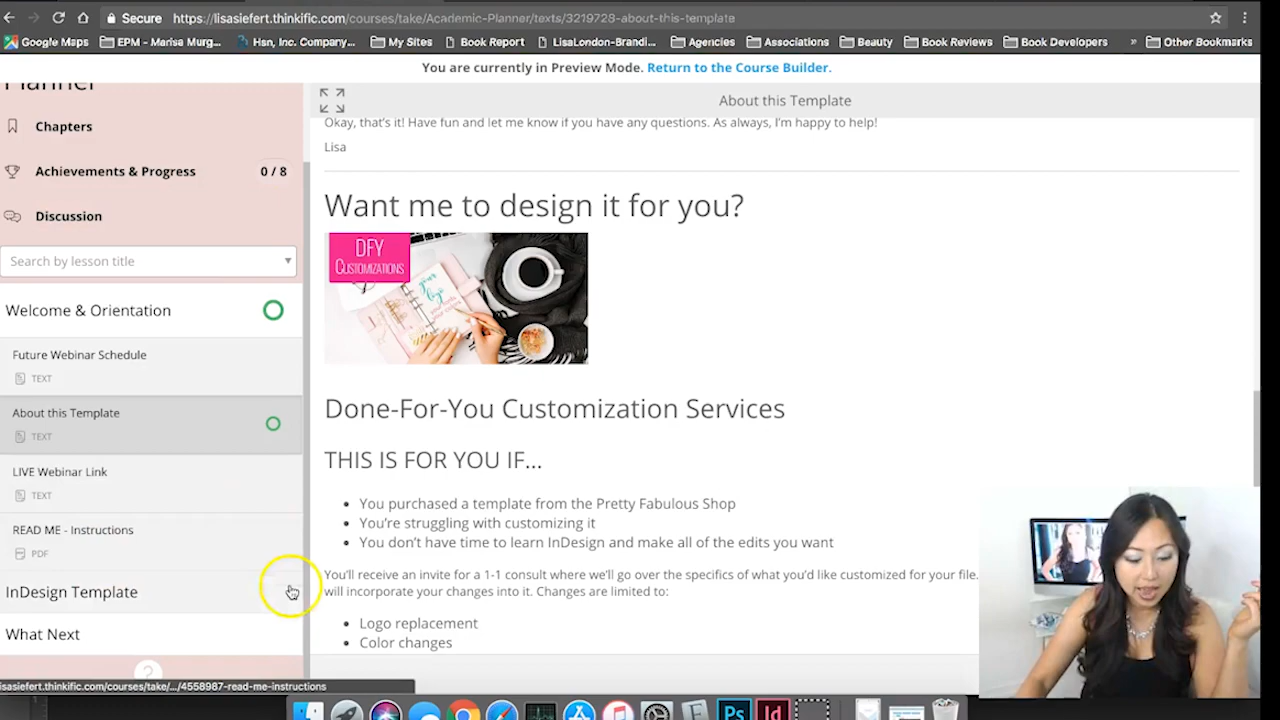 Secure https://lisasiefert.thinkific.com/courses/take/Academic-Planner/texts/3219728-about-this-template
Google Maps EPM - Marisa Murg... Hsn, Inc. Company... My Sites Book Report LisaLondon-Brandi... Agencies Associations Beauty Book Reviews Book Developers » Other Bookmarks
You are currently in Preview Mode. Return to the Course Builder.
Planner
Chapters
Achievements & Progress 0 / 8
Discussion
Search by lesson title
Welcome & Orientation
Future Webinar Schedule
TEXT
About this Template
TEXT
LIVE Webinar Link
TEXT
READ ME - Instructions
PDF
InDesign Template
What Next
?
lisasiefert.thinkific.com/courses/take/.../4558987-read-me-instructions
About this Template
Okay, that's it! Have fun and let me know if you have any questions. As always, I'm happy to help!
Lisa
Want me to design it for you?
DFY
CUSTOMIZATIONS
Done-For-You Customization Services
THIS IS FOR YOU IF...
• You purchased a template from the Pretty Fabulous Shop
• You're struggling with customizing it
• You don't have time to learn InDesign and make all of the edits you want
You'll receive an invite for a 1-1 consult where we'll go over the specifics of what you'd like customized for your file.
will incorporate your changes into it. Changes are limited to:
• Logo replacement
• Color changes
Ps Id